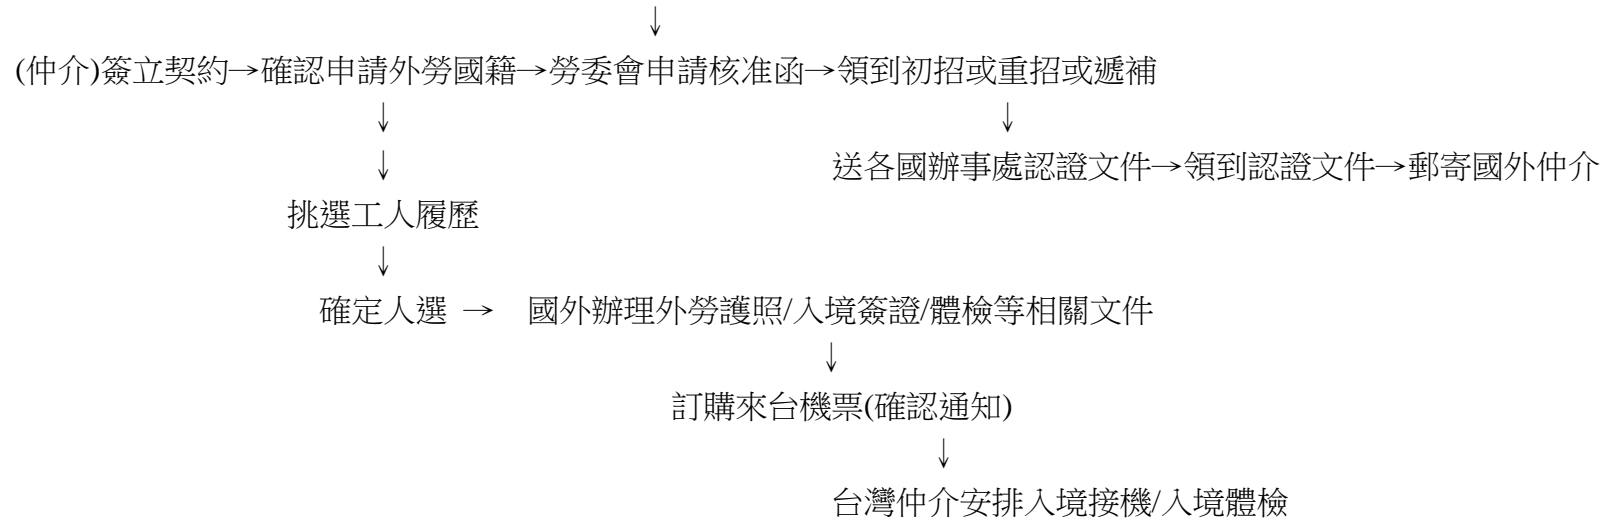 ↓
(仲介)簽立契約→確認申請外勞國籍→勞委會申請核准函→領到初招或重招或遞補
↓ ↓
↓ 送各國辦事處認證文件→領到認證文件→郵寄國外仲介
挑選工人履歷
↓
確定人選 → 國外辦理外勞護照/入境簽證/體檢等相關文件
↓
訂購來台機票(確認通知)
↓
台灣仲介安排入境接機/入境體檢